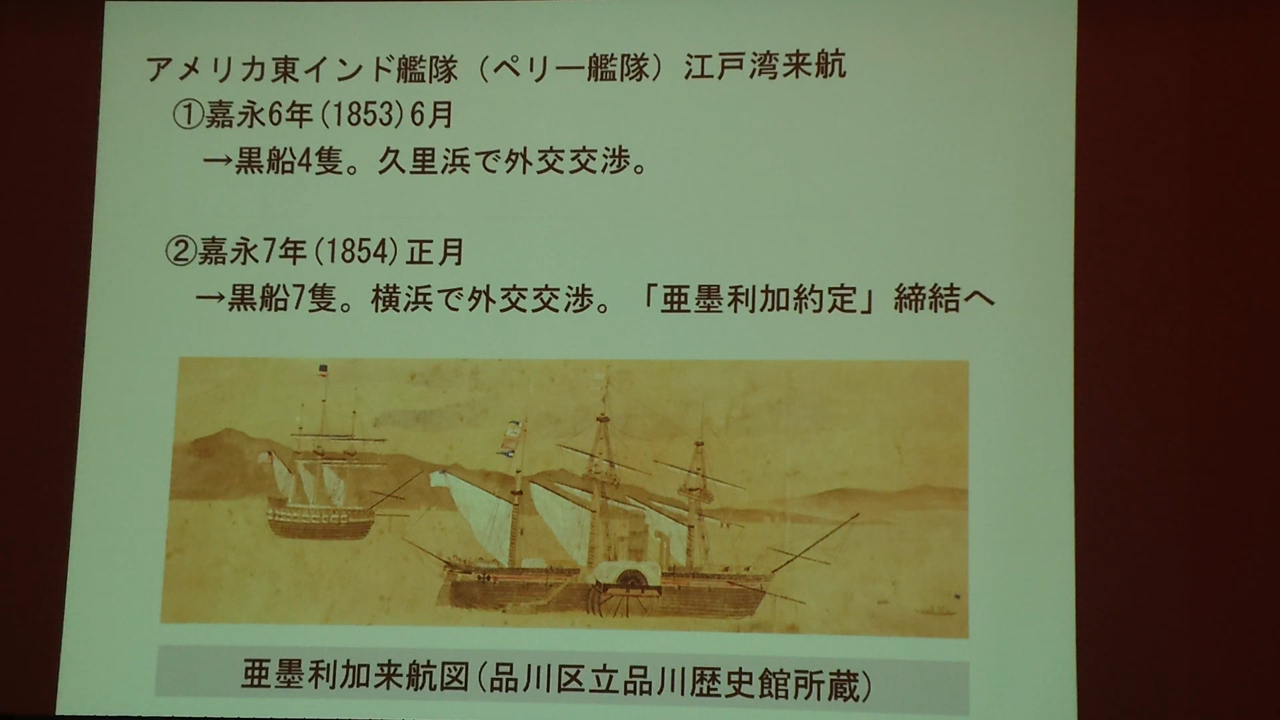 アメリカ東インド艦隊（ペリー艦隊）江戸湾来航
①嘉永6年(1853)6月
→黒船4隻。久里浜で外交交渉。
②嘉永7年(1854)正月
→黒船7隻。横浜で外交交渉。「亜墨利加約定」締結へ
亜墨利加来航図(品川区立品川歴史館所蔵)